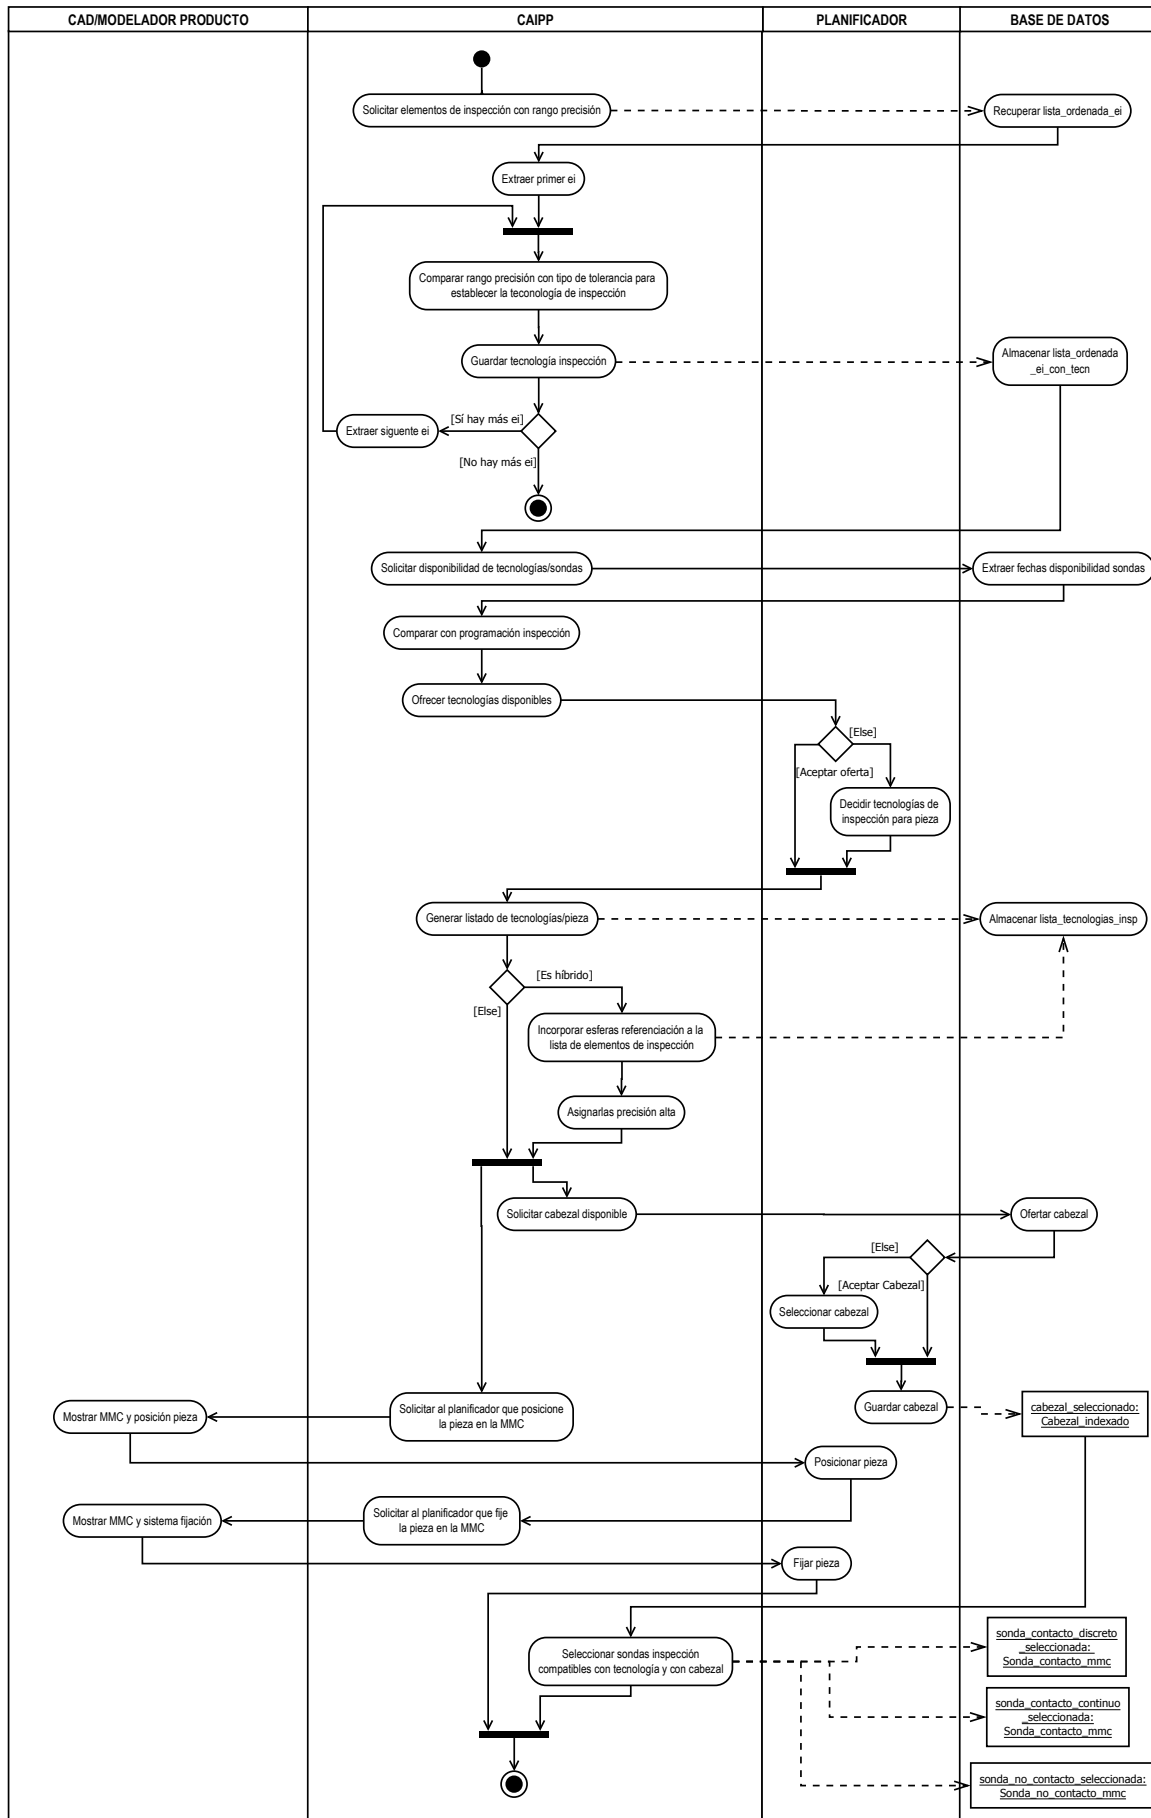 CAD/MODELADOR PRODUCTO
CAIPP
PLANIFICADOR
BASE DE DATOS
Solicitar elementos de inspección con rango precisión
Recuperar lista_ordenada_ei
Extraer primer ei
Comparar rango precisión con tipo de tolerancia para
establecer la teconología de inspección
Guardar tecnología inspección
Almacenar lista_ordenada
_ei_con_tecn
[Sí hay más ei]
Extraer siguente ei
[No hay más ei]
Solicitar disponibilidad de tecnologías/sondas
Extraer fechas disponibilidad sondas
Comparar con programación inspección
Ofrecer tecnologías disponibles
[Else]
[Aceptar oferta]
Decidir tecnologías de
inspección para pieza
Generar listado de tecnologías/pieza
Almacenar lista_tecnologias_insp
[Es híbrido]
[Else]
Incorporar esferas referenciación a la
lista de elementos de inspección
Asignarlas precisión alta
Solicitar cabezal disponible
Ofertar cabezal
[Else]
[Aceptar Cabezal]
Seleccionar cabezal
Guardar cabezal
cabezal_seleccionado:
Cabezal_indexado
Solicitar al planificador que posicione
la pieza en la MMC
Mostrar MMC y posición pieza
Posicionar pieza
Solicitar al planificador que fije
la pieza en la MMC
Mostrar MMC y sistema fijación
Fijar pieza
Seleccionar sondas inspección
compatibles con tecnología y con cabezal
sonda_contacto_discreto
_seleccionada:
Sonda_contacto_mmc
sonda_contacto_continuo
_seleccionada:
Sonda_contacto_mmc
sonda_no_contacto_seleccionada:
Sonda_no_contacto_mmc